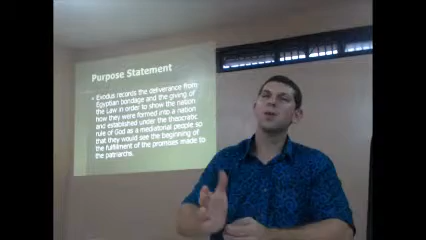 Purpose Statement
Exodus records the deliverance from
Egyptian bondage and the giving of
the Law in order to show the nation
how they were formed into a nation
and established under the theocratic
rule of God as a mediatorial people so
that they would see the beginning of
the fulfillment of the promises made to
the patriarchs.